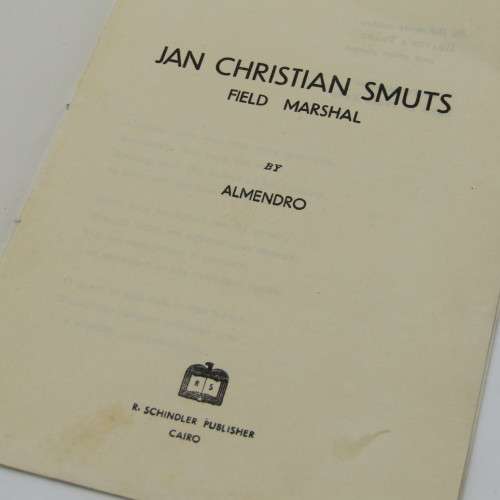 JAN CHRISTIAN SMUTS
FIELD MARSHAL
BY
ALMENDRO
R S
R. SCHINDLER PUBLISHER
CAIRO